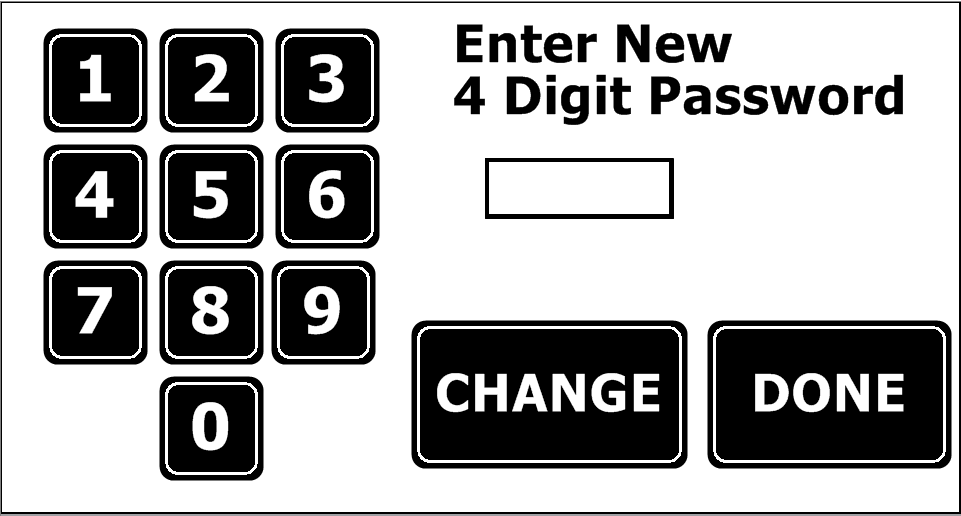 1 2 3
4 5 6
7 8 9
0
Enter New
4 Digit Password
CHANGE
DONE